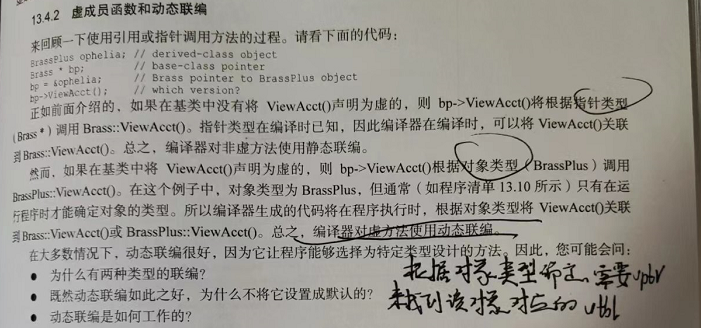 13.4.2 虚成员函数和动态联编
来回顾一下使用引用或指针调用方法的过程。请看下面的代码：
BrassPlus ophelia; // derived-class object
Brass * bp; // base-class pointer
bp = &ophelia; // Brass pointer to BrassPlus object
bp->ViewAcct(); // which version?
正如前面介绍的，如果在基类中没有将 ViewAcct()声明为虚的，则 bp->ViewAcct()将根据指针类型
（Brass *）调用 Brass::ViewAcct()。指针类型在编译时已知，因此编译器在编译时，可以将 ViewAcct()关联
到 Brass::ViewAcct()。总之，编译器对非虚方法使用静态联编。
然而，如果在基类中将 ViewAcct()声明为虚的，则 bp->ViewAcct()根据对象类型（BrassPlus）调用
BrassPlus::ViewAcct()。在这个例子中，对象类型为 BrassPlus，但通常（如程序清单 13.10 所示）只有在运
行程序时才能确定对象的类型。所以编译器生成的代码将在程序执行时，根据对象类型将 ViewAcct()关联
到 Brass::ViewAcct()或 BrassPlus::ViewAcct()。总之，编译器对虚方法使用动态联编。
在大多数情况下，动态联编很好，因为它让程序能够选择为特定类型设计的方法。因此，您可能会问：
● 为什么有两种类型的联编？
● 既然动态联编如此之好，为什么不将它设置成默认的？
● 动态联编是如何工作的？
根据对象类型确定，需要vptr
来找到该对象对应的vtbl